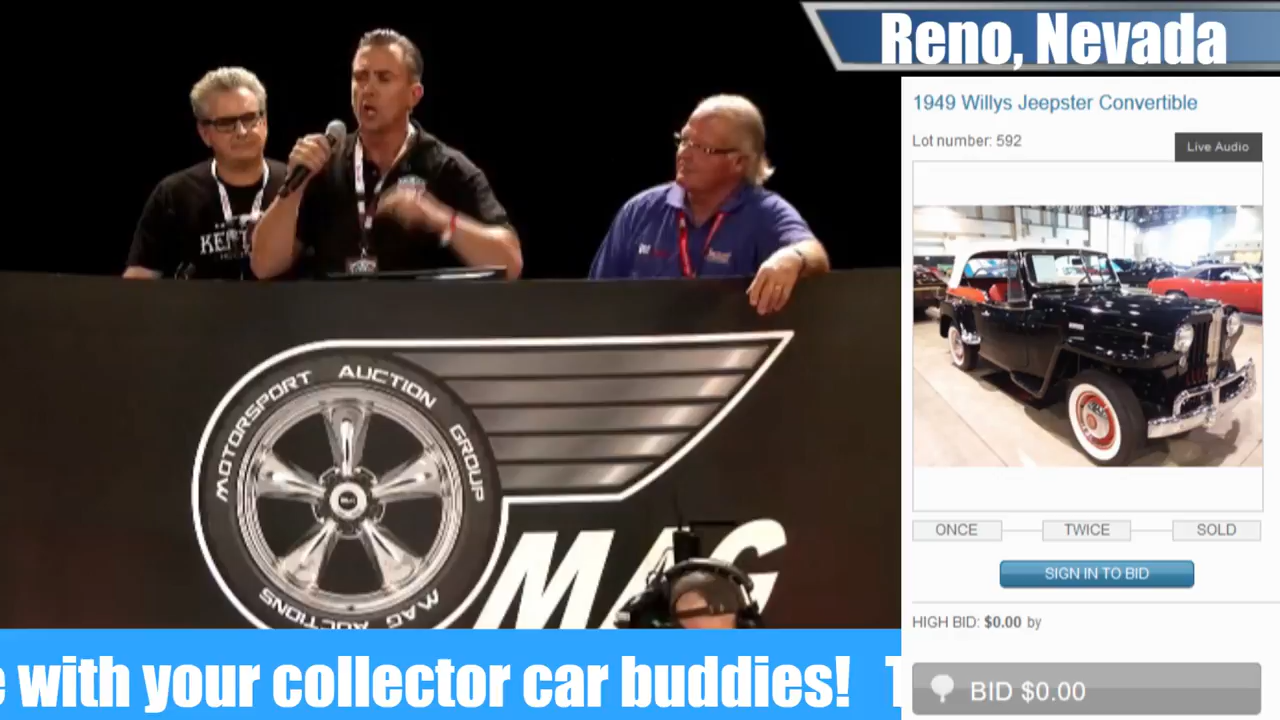 Reno, Nevada
1949 Willys Jeepster Convertible
Lot number: 592
Live Audio
MOTORSPORT AUCTION GROUP
MAG AUCTIONS
MAG
ONCE
TWICE
SOLD
SIGN IN TO BID
HIGH BID: $0.00 by
BID $0.00
with your collector car buddies!